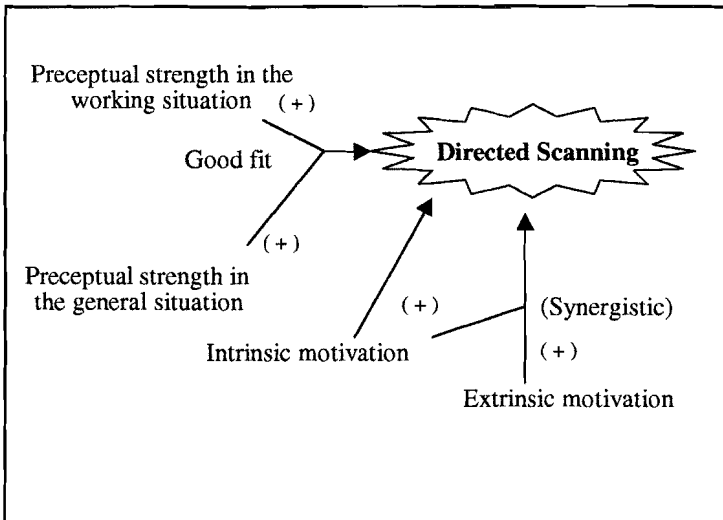 Preceptual strength in the
working situation (+)
Directed Scanning
Good fit
(+)
Preceptual strength in
the general situation
(+)
(Synergistic)
Intrinsic motivation
(+)
Extrinsic motivation